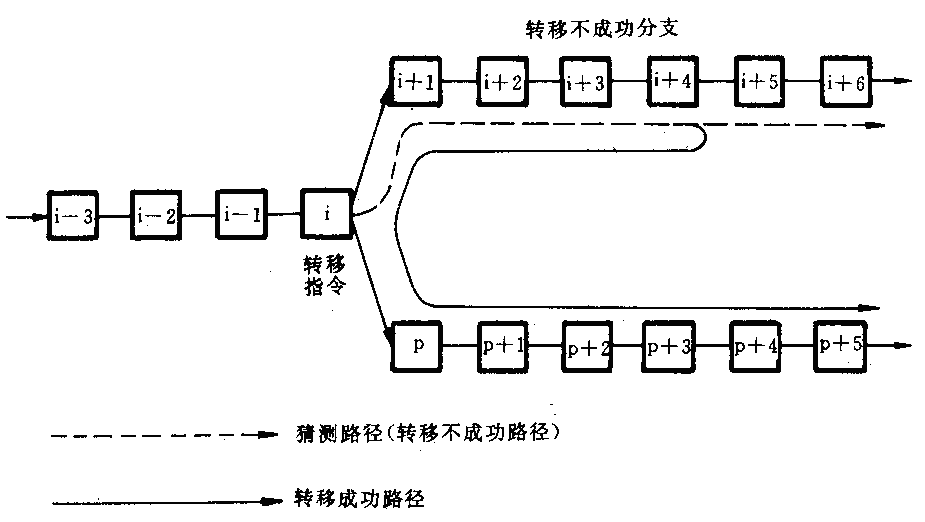 转移不成功分支
i+1 i+2 i+3 i+4 i+5 i+6
i-3 i-2 i-1 i
转移
指令
p p+1 p+2 p+3 p+4 p+5
猜测路径(转移不成功路径)
转移成功路径